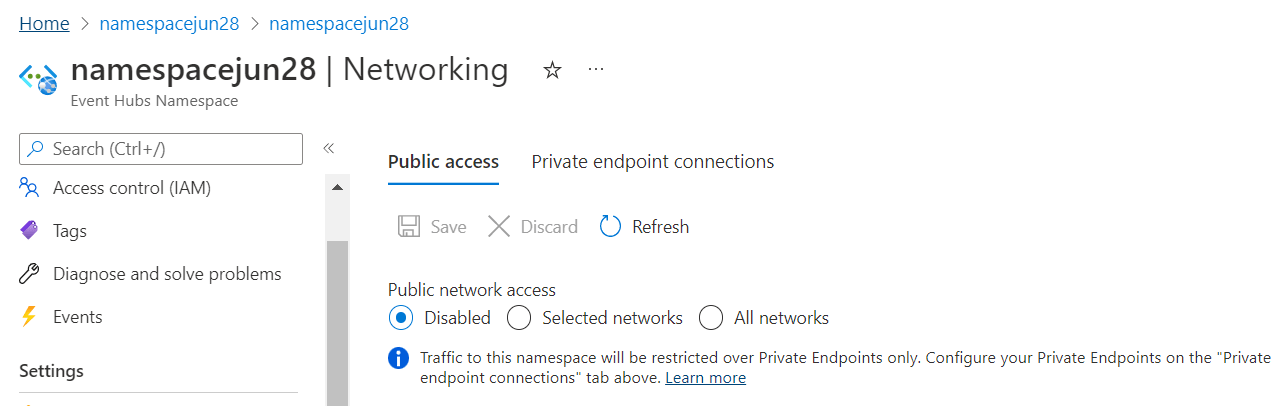 Home > namespacejun28 > namespacejun28
namespacejun28 | Networking ☆ ···
Event Hubs Namespace
Search (Ctrl+/) «
Access control (IAM)
Tags
Diagnose and solve problems
Events
Settings
Public access Private endpoint connections
Save Discard Refresh
Public network access
Disabled Selected networks All networks
Traffic to this namespace will be restricted over Private Endpoints only. Configure your Private Endpoints on the "Private
endpoint connections" tab above. Learn more